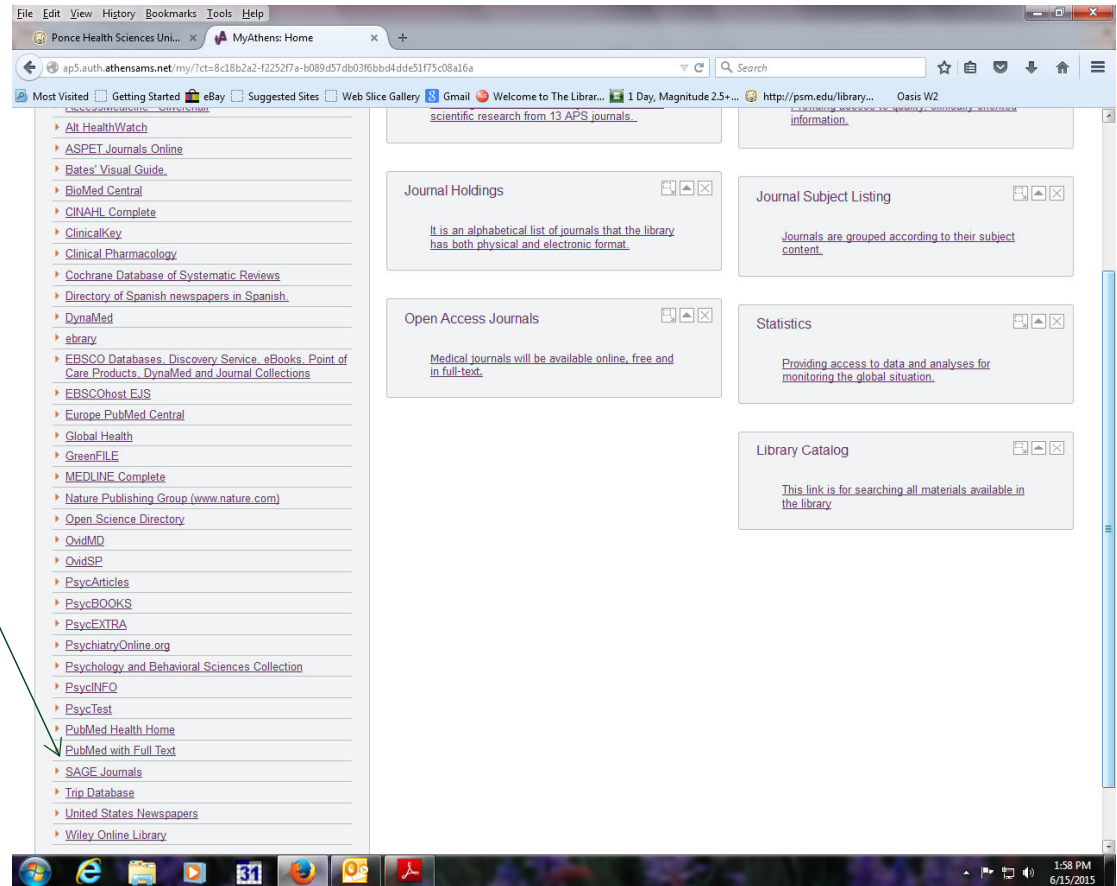 File Edit View History Bookmarks Tools Help
Ponce Health Sciences Uni... × MyAthens: Home × +
ap5.auth.athensams.net/my/?ct=8c18b2a2-f2252f7a-b089d57db03f6bbd4dde51f75c08a16a Search
Most Visited Getting Started eBay Suggested Sites Web Slice Gallery Gmail Welcome to The Librar... 1 Day, Magnitude 2.5+... http://psm.edu/library... Oasis W2
Alt HealthWatch
ASPET Journals Online
Bates' Visual Guide.
BioMed Central
CINAHL Complete
ClinicalKey
Clinical Pharmacology
Cochrane Database of Systematic Reviews
Directory of Spanish newspapers in Spanish.
DynaMed
ebrary
EBSCO Databases, Discovery Service, eBooks, Point of
Care Products, DynaMed and Journal Collections
EBSCOhost EJS
Europe PubMed Central
Global Health
GreenFILE
MEDLINE Complete
Nature Publishing Group (www.nature.com)
Open Science Directory
OvidMD
OvidSP
PsycArticles
PsycBOOKS
PsycEXTRA
PsychiatryOnline.org
Psychology and Behavioral Sciences Collection
PsycINFO
PsycTest
PubMed Health Home
PubMed with Full Text
SAGE Journals
Trip Database
United States Newspapers
Wiley Online Library
scientific research from 13 APS journals.
Journal Holdings
It is an alphabetical list of journals that the library
has both physical and electronic format.
Open Access Journals
Medical journals will be available online, free and
in full-text.
information.
Journal Subject Listing
Journals are grouped according to their subject
content.
Statistics
Providing access to data and analyses for
monitoring the global situation.
Library Catalog
This link is for searching all materials available in
the library
31
1:58 PM
6/15/2015